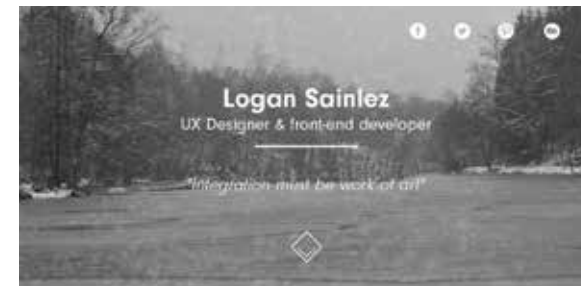 Logan Sainlez
UX Designer & front-end developer
"Integration must be work of art"